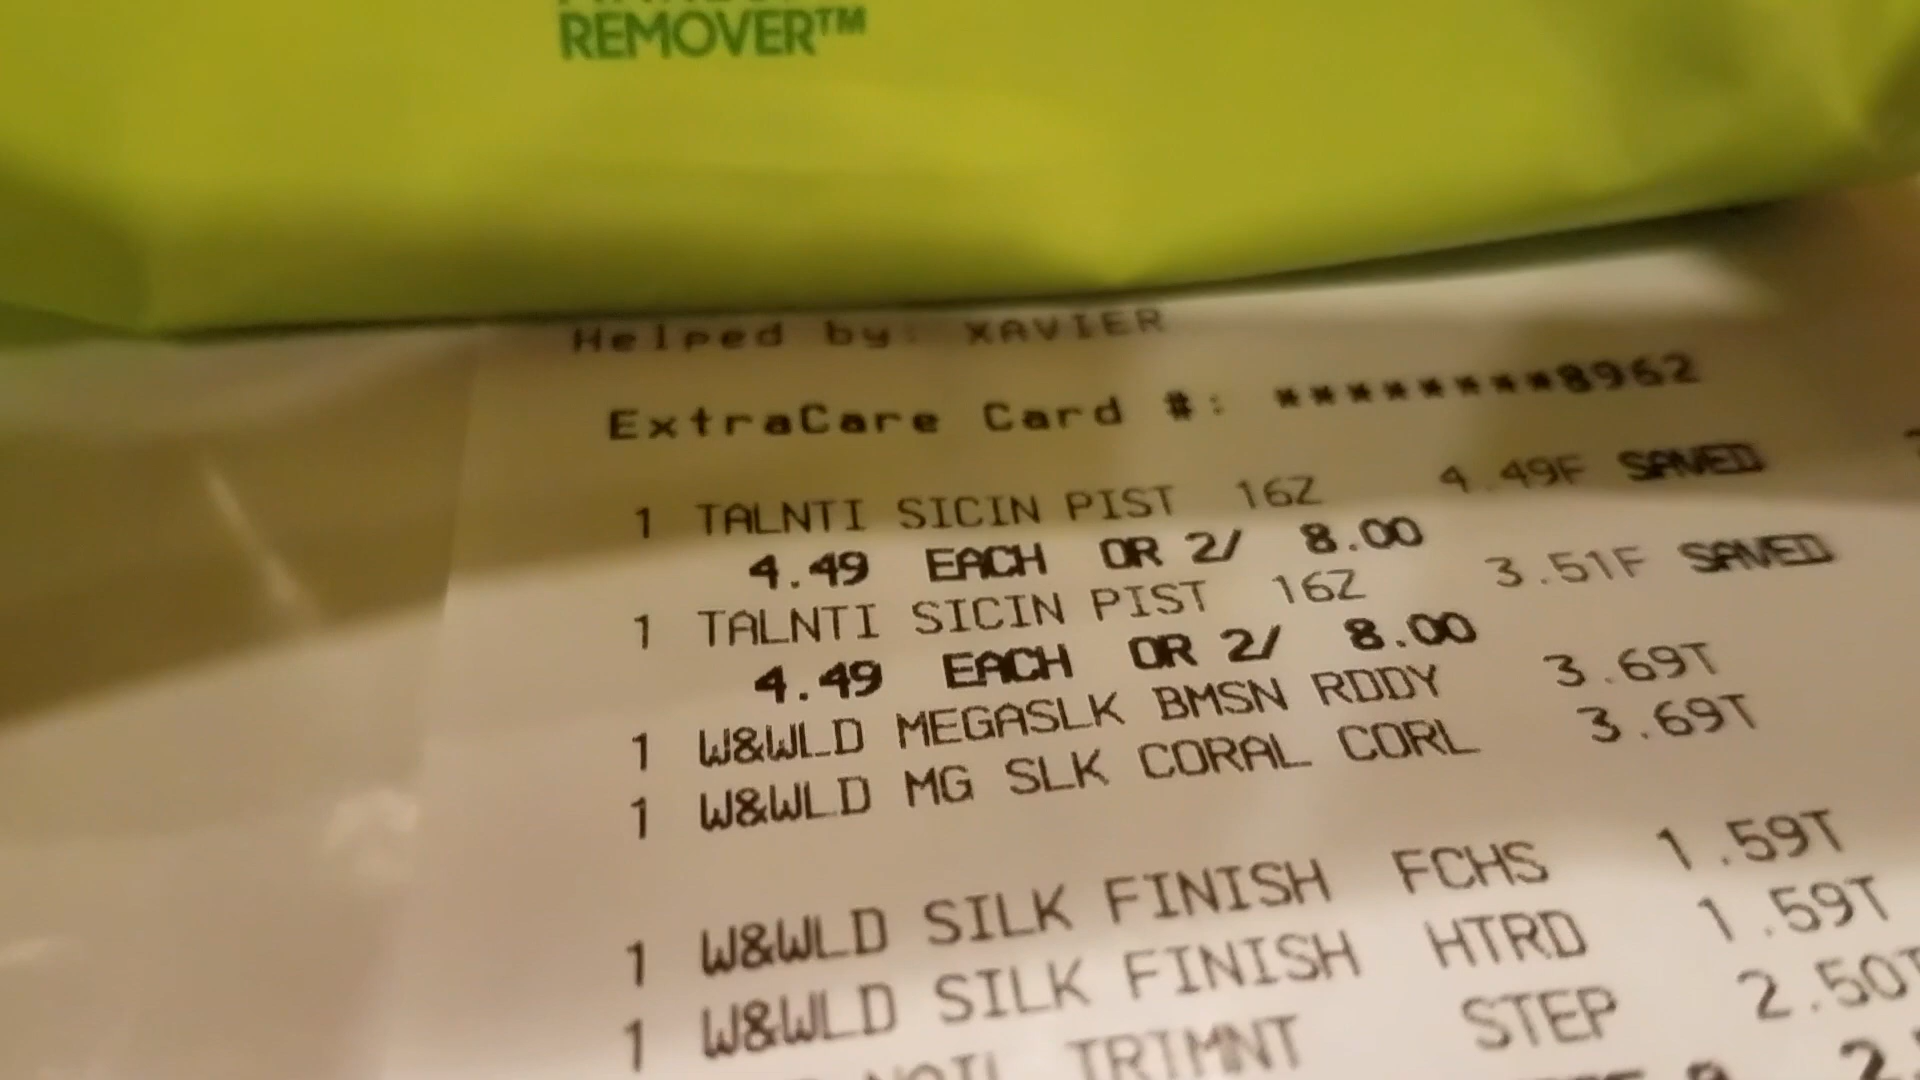 REMOVER™
Helped by: XAVIER
ExtraCare Card #: ********8962
1 TALNTI SICIN PIST 16Z 4.49F SAVED
4.49 EACH OR 2/ 8.00
1 TALNTI SICIN PIST 16Z 3.51F SAVED
4.49 EACH OR 2/ 8.00
1 W&WLD MEGASLK BMSN RDDY 3.69T
1 W&WLD MG SLK CORAL CORL 3.69T
1 W&WLD SILK FINISH FCHS 1.59T
1 W&WLD SILK FINISH HTRD 1.59T
TRTMNT STEP 2.50T